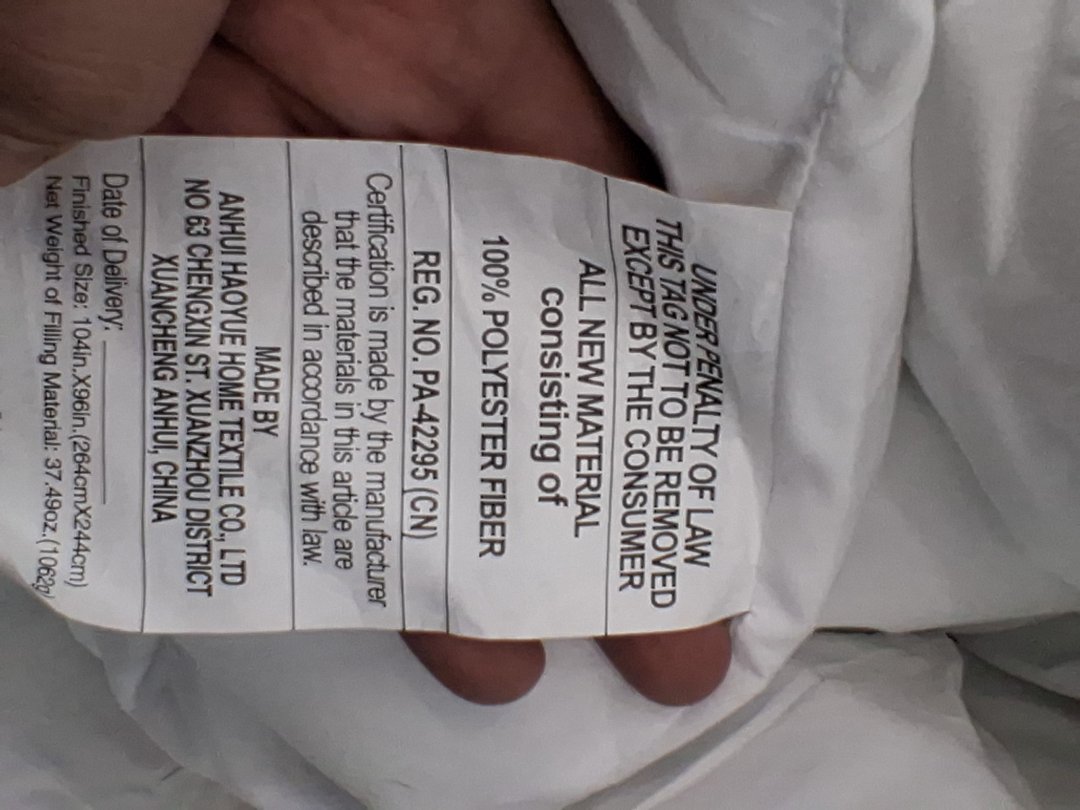 UNDER PENALTY OF LAW
THIS TAG NOT TO BE REMOVED
EXCEPT BY THE CONSUMER
ALL NEW MATERIAL
consisting of
100% POLYESTER FIBER
REG. NO. PA-42295 (CN)
Certification is made by the manufacturer
that the materials in this article are
described in accordance with law.
MADE BY
ANHUI HAOYUE HOME TEXTILE CO., LTD
NO 63 CHENGXIN ST. XUANZHOU DISTRICT
XUANCHENG ANHUI, CHINA
Date of Delivery:
Finished Size: 104in.X96in.(264cmX244cm)
Net Weight of Filling Material: 37.49oz.(1062g)